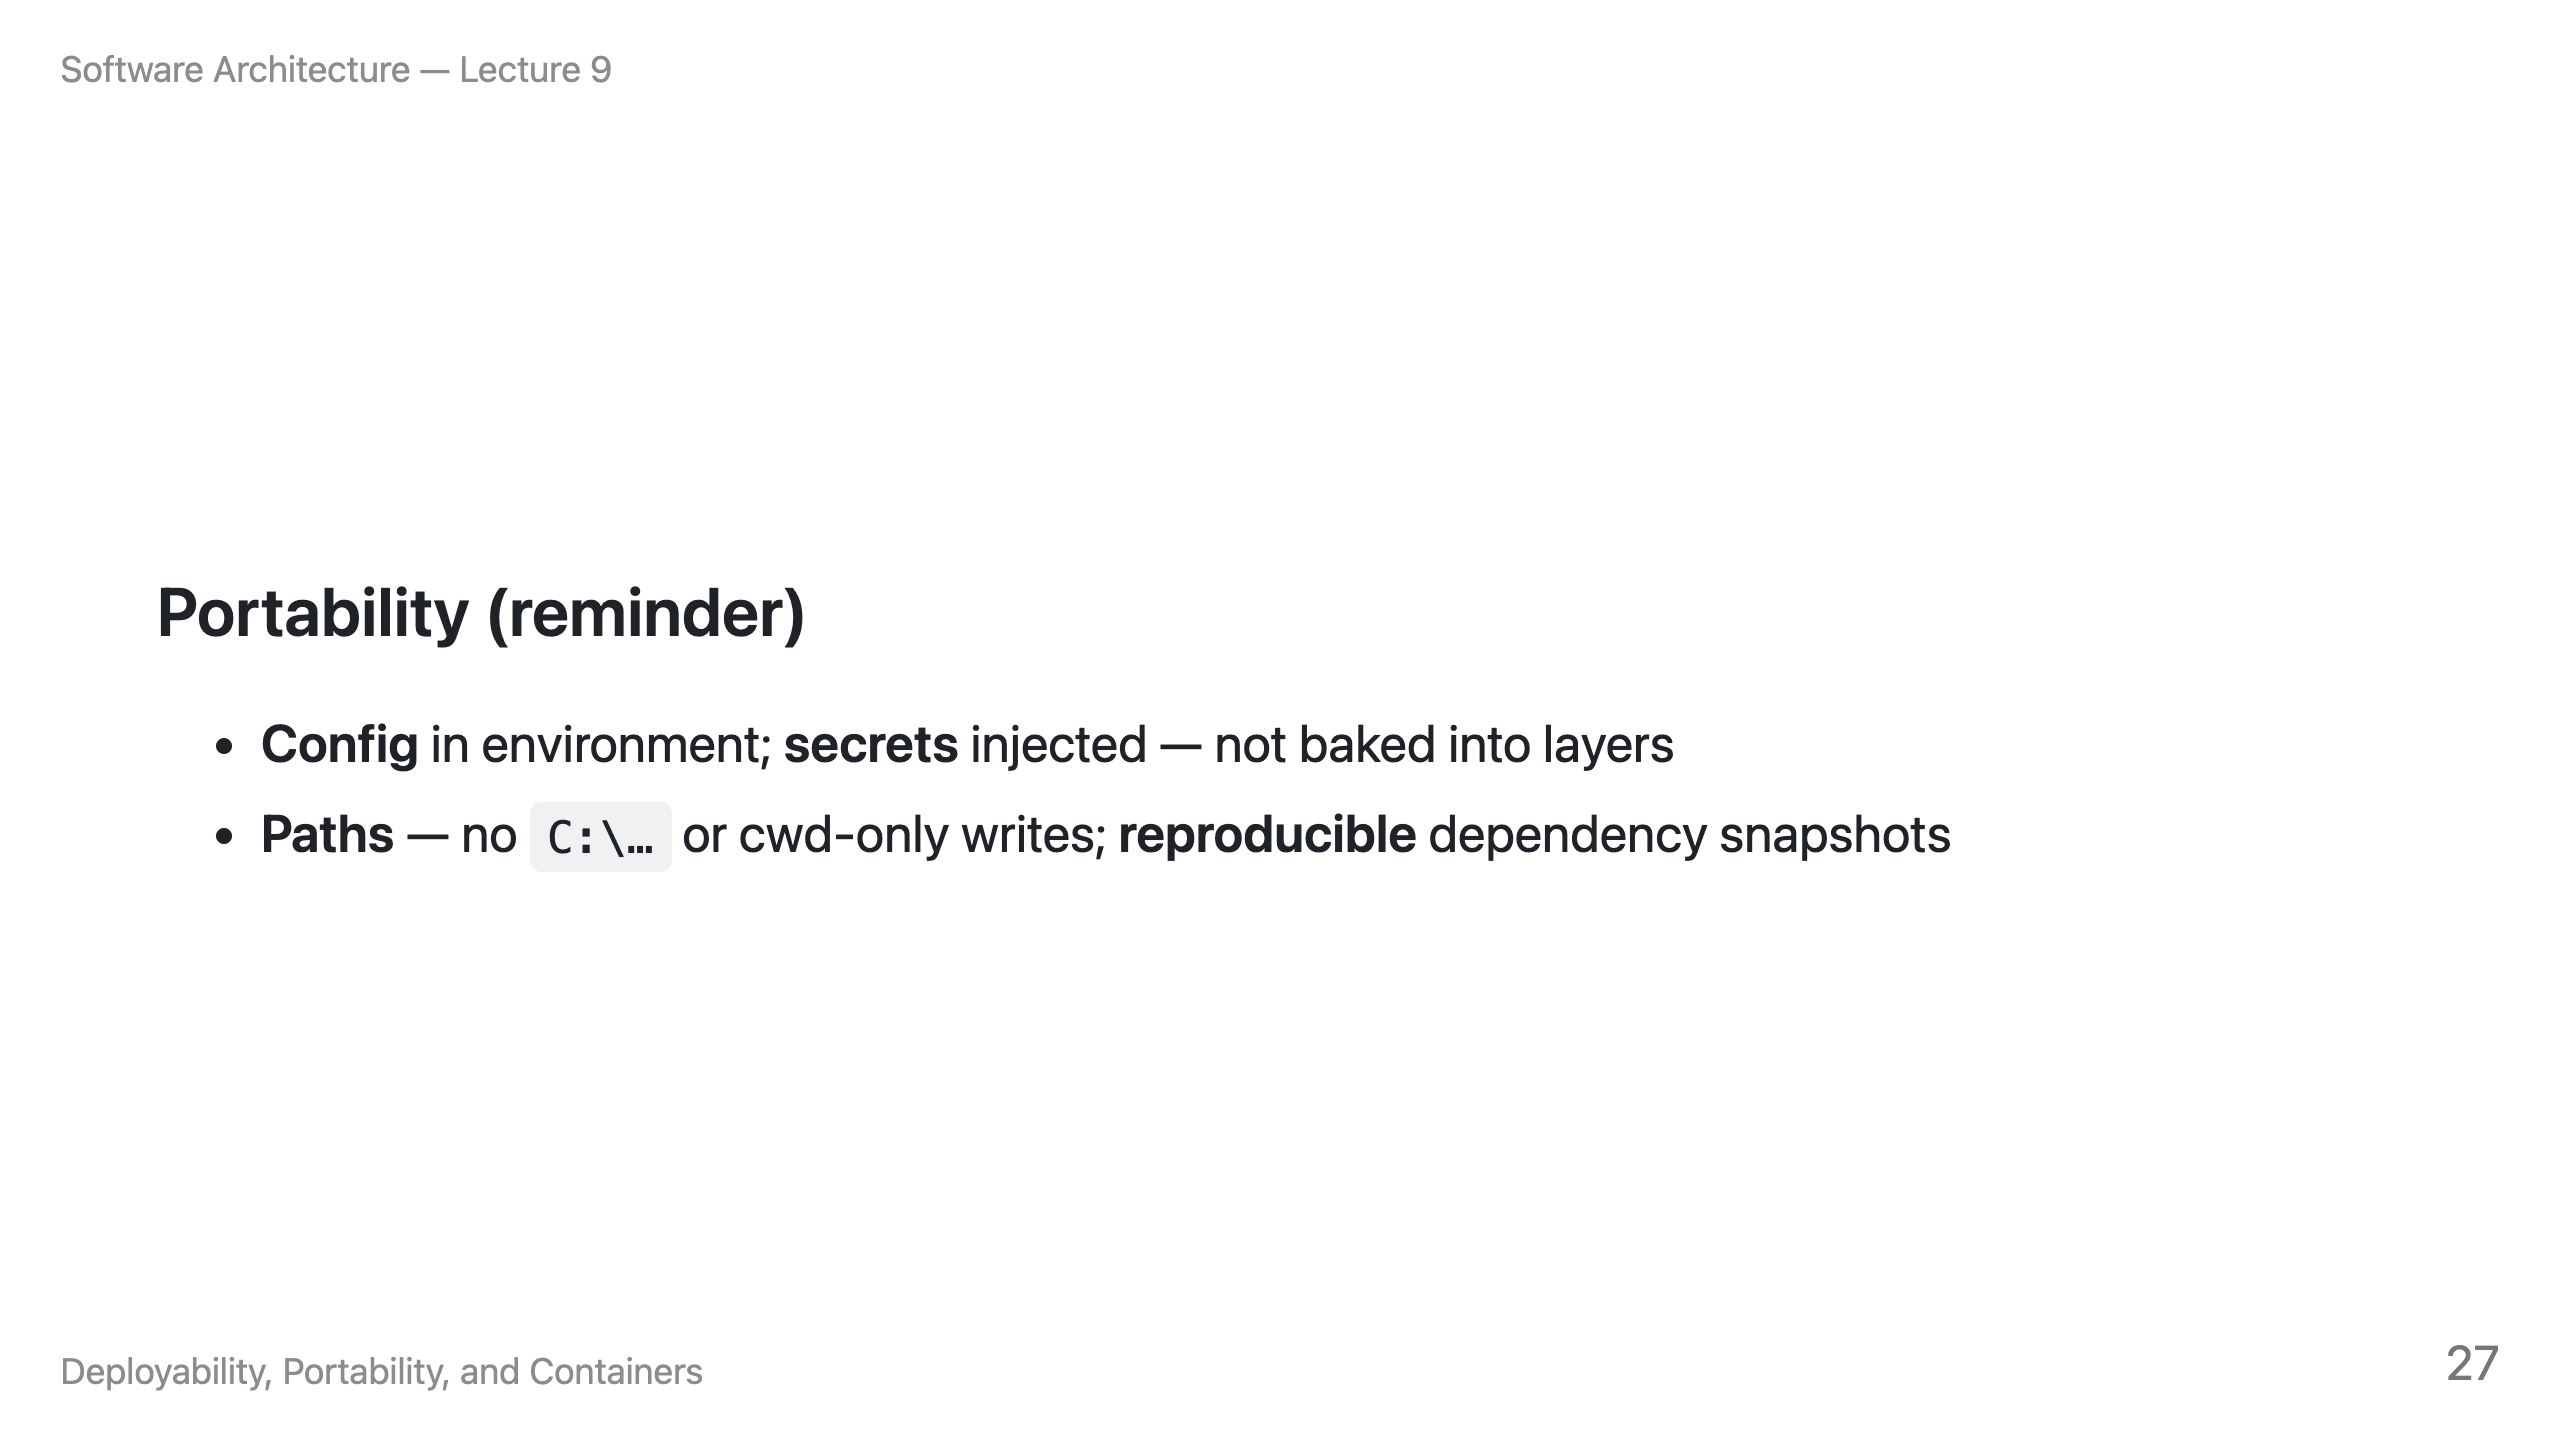 Software Architecture — Lecture 9
Portability (reminder)
• Config in environment; secrets injected — not baked into layers
• Paths — no C:\… or cwd-only writes; reproducible dependency snapshots
Deployability, Portability, and Containers
27